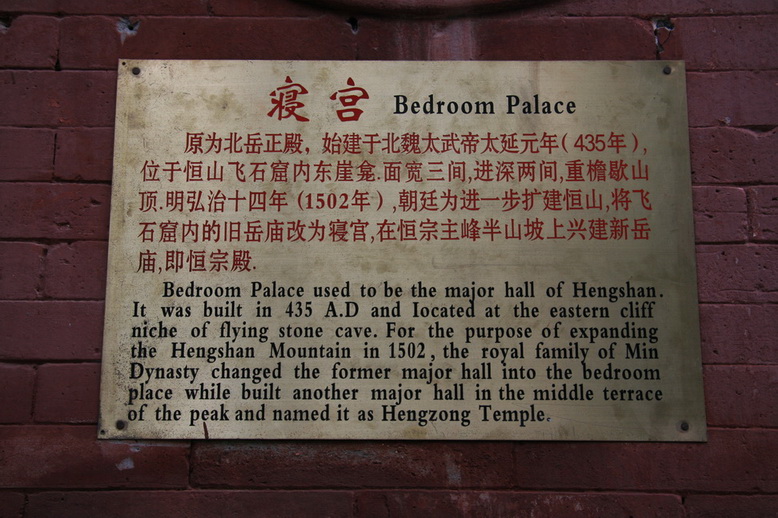 寝宫 Bedroom Palace
原为北岳正殿，始建于北魏太武帝太延元年(435年)，
位于恒山飞石窟内东崖龛.面宽三间,进深两间,重檐歇山
顶.明弘治十四年(1502年),朝廷为进一步扩建恒山,将飞
石窟内的旧岳庙改为寝宫,在恒宗主峰半山坡上兴建新岳
庙,即恒宗殿.
Bedroom Palace used to be the major hall of Hengshan.
It was built in 435 A.D and Iocated at the eastern cliff
niche of flying stone cave. For the purpose of expanding
the Hengshan Mountain in 1502, the royal family of Min
Dynasty changed the former major hall into the bedroom
place while built another major hall in the middle terrace
of the peak and named it as Hengzong Temple.